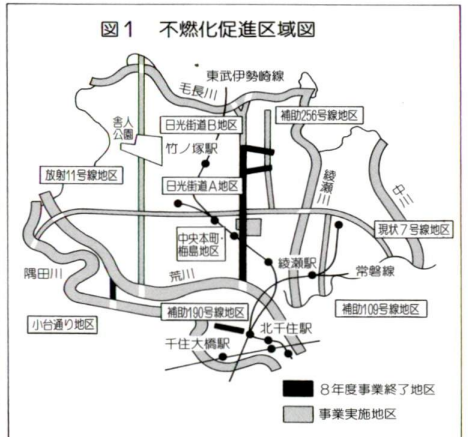 図1 不燃化促進区域図
東武伊勢崎線
毛長川
舎人
公園
日光街道B地区
補助256号線地区
竹ノ塚駅
放射11号線地区
日光街道A地区
綾瀬川
中川
中央本町・
梅島地区
現状7号線地区
綾瀬駅
常磐線
隅田川
荒川
補助190号線地区
補助109号線地区
小台通り地区
北千住駅
千住大橋駅
8年度事業終了地区
事業実施地区